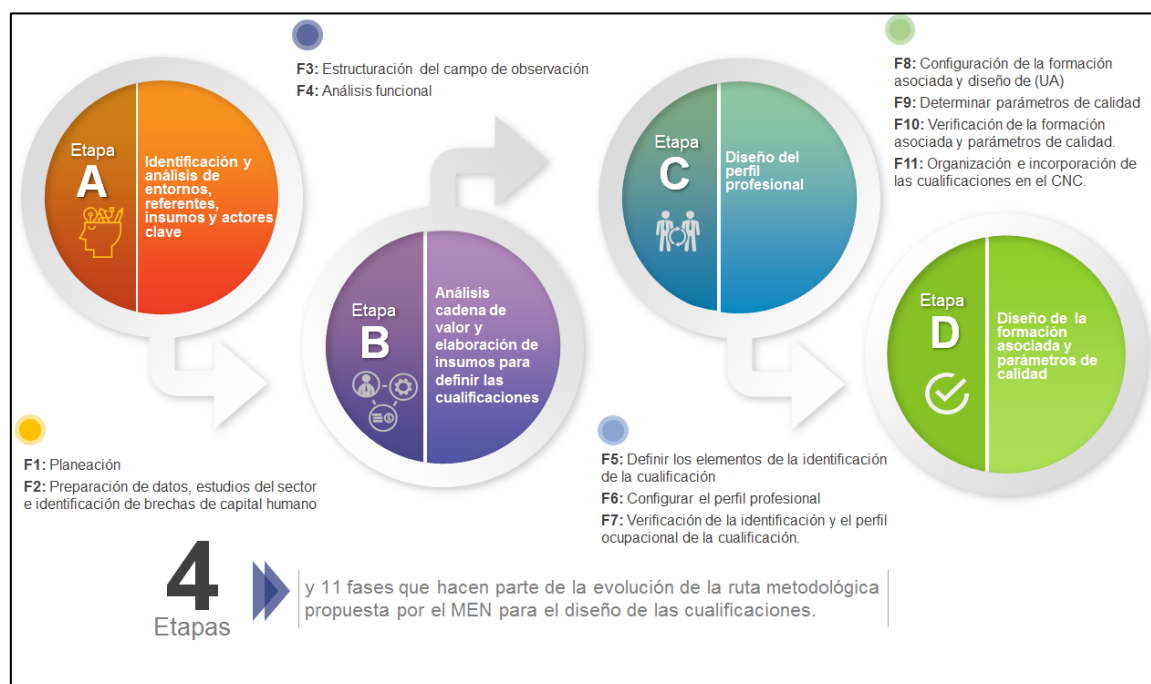 Etapa
A
Identificación y
análisis de
entornos,
referentes,
insumos y actores
clave
F1: Planeación
F2: Preparación de datos, estudios del sector
e identificación de brechas de capital humano
F3: Estructuración del campo de observación
F4: Análisis funcional
Etapa
B
Análisis
cadena de
valor y
elaboración de
insumos para
definir las
cualificaciones
Etapa
C
Diseño del
perfil
profesional
F5: Definir los elementos de la identificación
de la cualificación
F6: Configurar el perfil profesional
F7: Verificación de la identificación y el perfil
ocupacional de la cualificación.
F8: Configuración de la formación
asociada y diseño de (UA)
F9: Determinar parámetros de calidad
F10: Verificación de la formación
asociada y parámetros de calidad.
F11: Organización e incorporación de
las cualificaciones en el CNC.
Etapa
D
Diseño de la
formación
asociada y
parámetros de
calidad
4
Etapas
y 11 fases que hacen parte de la evolución de la ruta metodológica
propuesta por el MEN para el diseño de las cualificaciones.